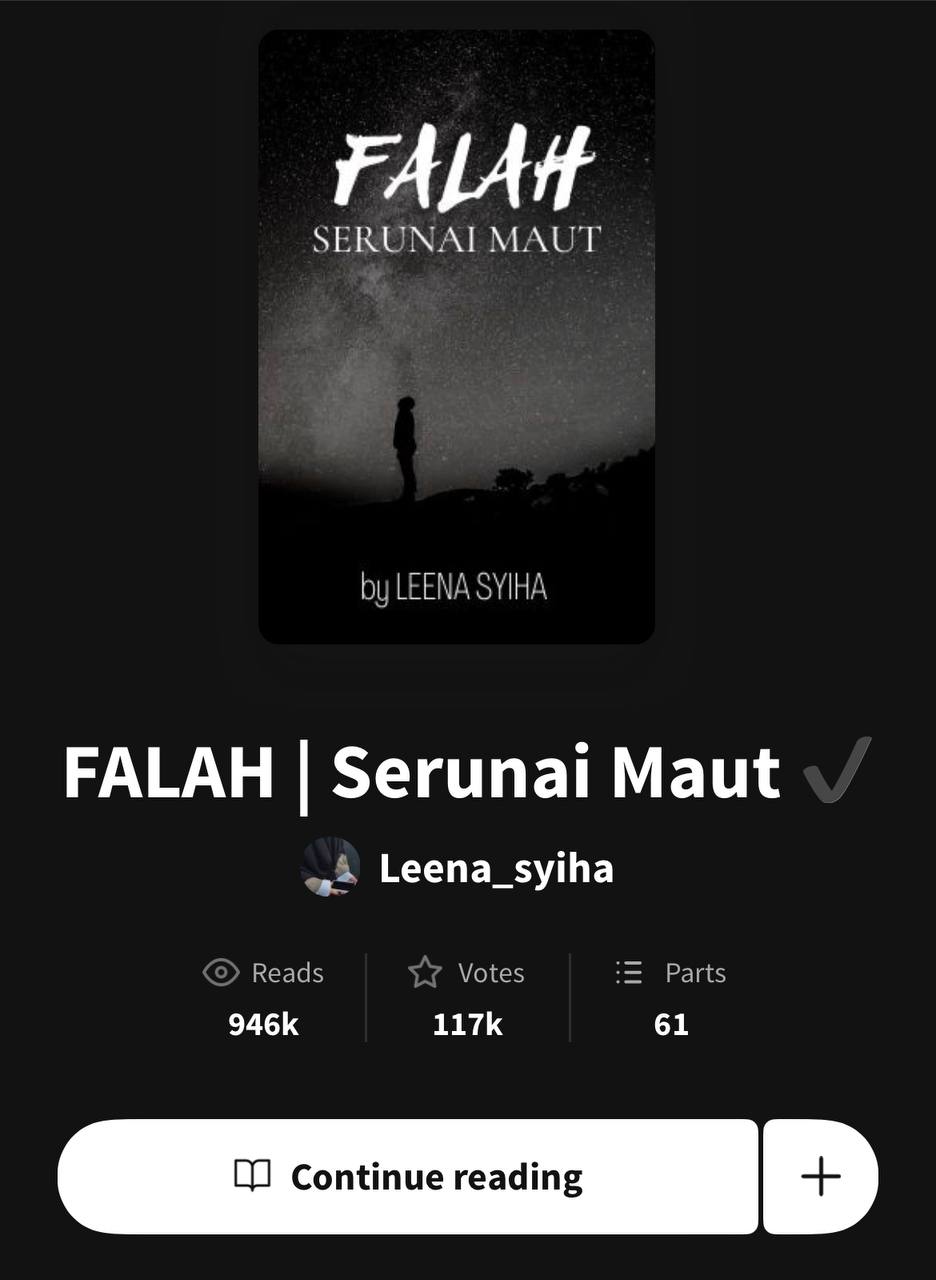 FALAH
SERUNAI MAUT
by LEENA SYIHA
FALAH | Serunai Maut ✔
Leena_syiha
Reads Votes Parts
946k 117k 61
Continue reading